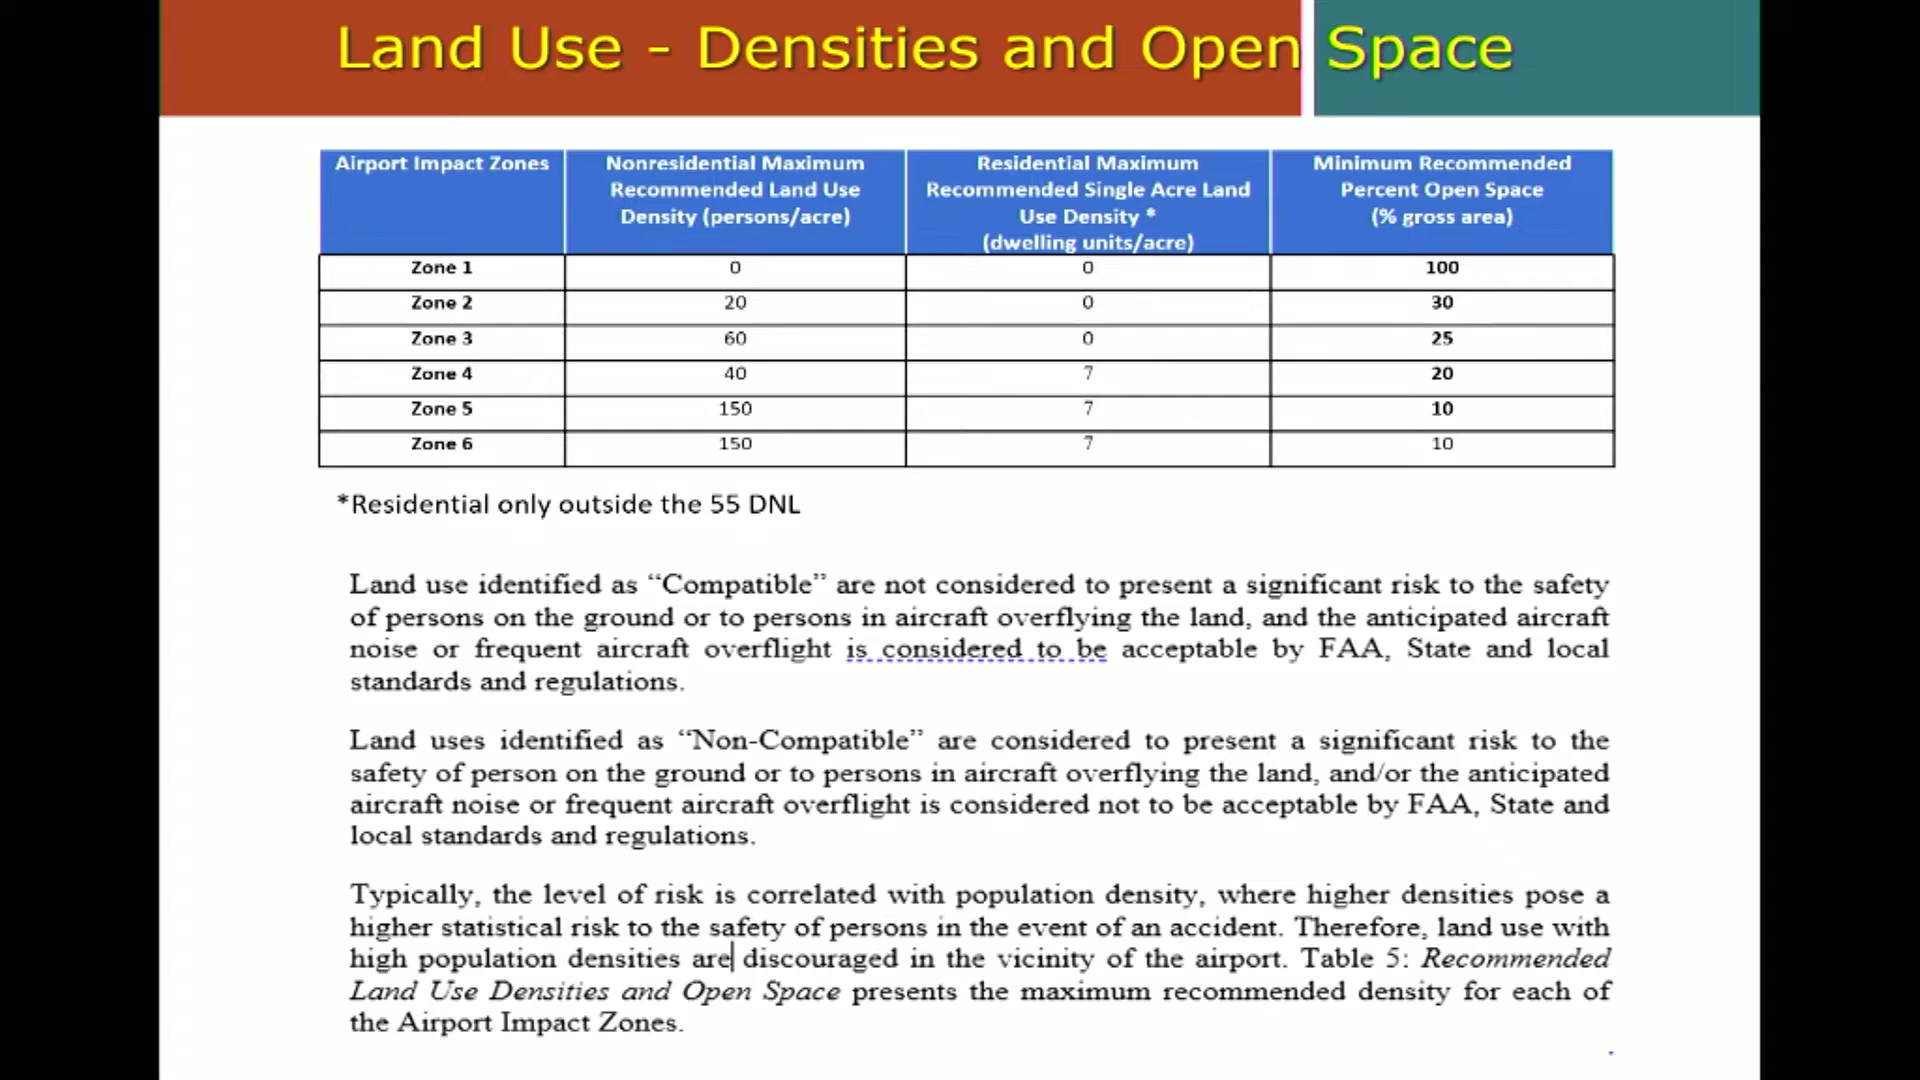 Land Use - Densities and Open Space
Airport Impact Zones
Nonresidential Maximum
Recommended Land Use
Density (persons/acre)
Residential Maximum
Recommended Single Acre Land
Use Density *
(dwelling units/acre)
Minimum Recommended
Percent Open Space
(% gross area)
Zone 1 0 0 100
Zone 2 20 0 30
Zone 3 60 0 25
Zone 4 40 7 20
Zone 5 150 7 10
Zone 6 150 7 10
*Residential only outside the 55 DNL
Land use identified as “Compatible” are not considered to present a significant risk to the safety
of persons on the ground or to persons in aircraft overflying the land, and the anticipated aircraft
noise or frequent aircraft overflight is considered to be acceptable by FAA, State and local
standards and regulations.
Land uses identified as “Non-Compatible” are considered to present a significant risk to the
safety of person on the ground or to persons in aircraft overflying the land, and/or the anticipated
aircraft noise or frequent aircraft overflight is considered not to be acceptable by FAA, State and
local standards and regulations.
Typically, the level of risk is correlated with population density, where higher densities pose a
higher statistical risk to the safety of persons in the event of an accident. Therefore, land use with
high population densities are discouraged in the vicinity of the airport. Table 5: Recommended
Land Use Densities and Open Space presents the maximum recommended density for each of
the Airport Impact Zones.